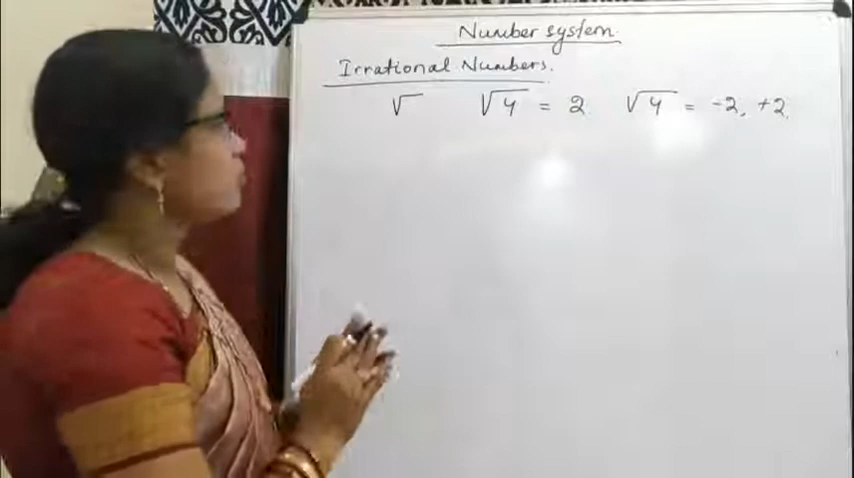 Number system
Irrational Numbers.
√ √4 = 2 √4 = -2, +2,